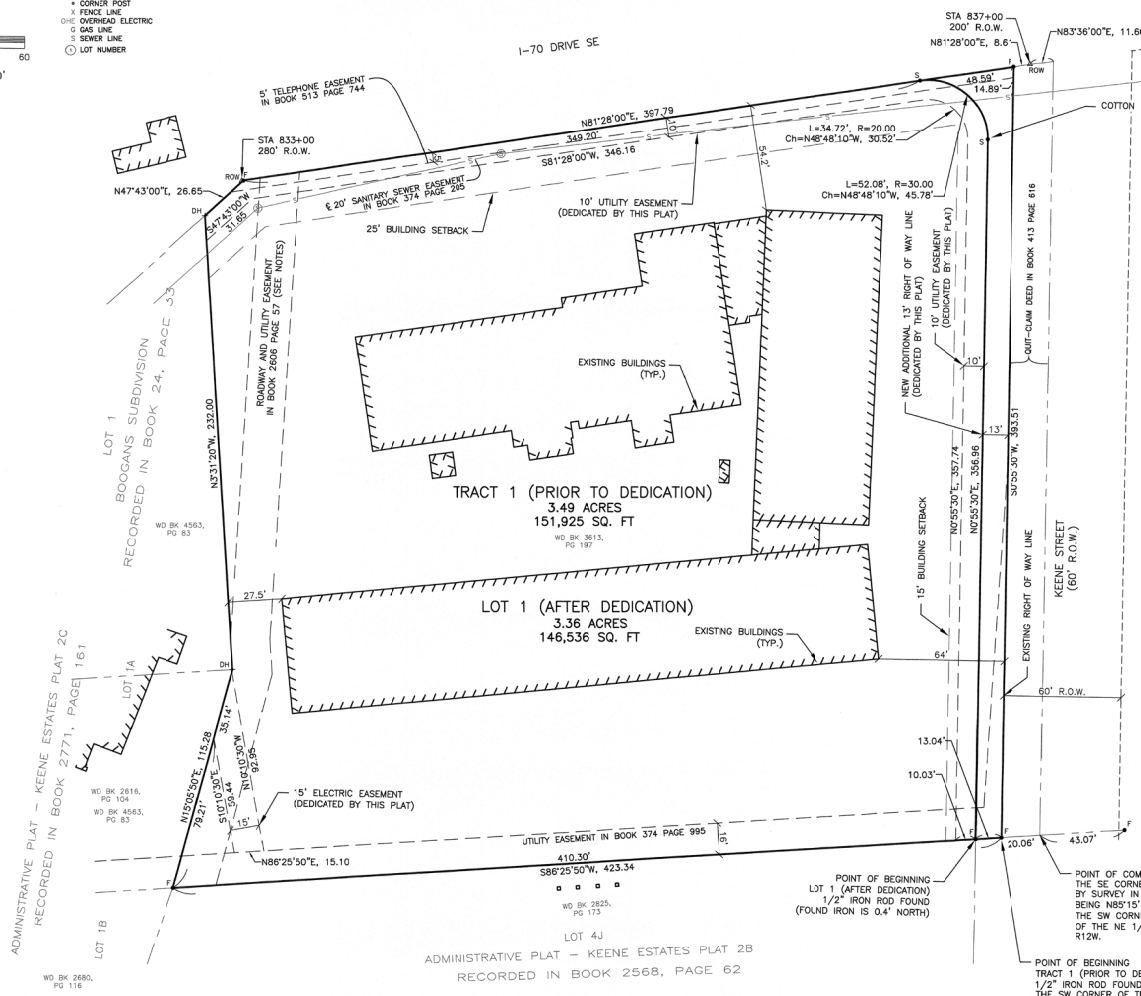 CORNER POST
X FENCE LINE
OHE OVERHEAD ELECTRIC
G GAS LINE
S SEWER LINE
1 LOT NUMBER
60
I-70 DRIVE SE
STA 837+00
200' R.O.W.
N81°28'00"E, 8.6
N83°36'00"E, 11.6
ROW
F
48.59'
14.89'
S
COTTON
5' TELEPHONE EASEMENT
IN BOOK 513 PAGE 744
N81°28'00"E, 397.79
349.20'
S81°28'00"W, 346.16
10'
5'
54.2'
L=34.72', R=20.00
Ch=N48°48'10"W, 30.52'
L=52.08', R=30.00
Ch=N48°48'10"W, 45.78'
STA 833+00
280' R.O.W.
ROW F
N47°43'00"E, 26.65
DH
S47°43'00"W
31.65
℄ 20' SANITARY SEWER EASEMENT
IN BOOK 374 PAGE 295
25' BUILDING SETBACK
10' UTILITY EASEMENT
(DEDICATED BY THIS PLAT)
ROADWAY AND UTILITY EASEMENT
IN BOOK 2606 PAGE 57 (SEE NOTES)
LOT 1
BOOGANS SUBDIVISION
RECORDED IN BOOK 24, PAGE 53
WD BK 4563,
PG 83
N3°31'20"W, 232.00
EXISTING BUILDINGS
(TYP.)
TRACT 1 (PRIOR TO DEDICATION)
3.49 ACRES
151,925 SQ. FT
WD BK 3613,
PG 197
NEW ADDITIONAL 13' RIGHT OF WAY LINE
(DEDICATED BY THIS PLAT)
10' UTILITY EASEMENT
(DEDICATED BY THIS PLAT)
QUIT-CLAIM DEED IN BOOK 413 PAGE 616
10'
13'
N0°55'30"E, 357.74
N0°55'30"E, 356.96
S0°55'30"W, 393.51
15' BUILDING SETBACK
EXISTING RIGHT OF WAY LINE
KEENE STREET
(60' R.O.W.)
27.5'
LOT 1 (AFTER DEDICATION)
3.36 ACRES
146,536 SQ. FT
EXISTING BUILDINGS
(TYP.)
64'
60' R.O.W.
DH
LOT 1A
ADMINISTRATIVE PLAT – KEENE ESTATES PLAT 2C
RECORDED IN BOOK 2771, PAGE 161
WD BK 2616,
PG 104
WD BK 4563,
PG 83
N15°05'50"E, 115.28
35.14'
79.21'
S10°10'30"E
59.44
N10°10'30"W
92.95
15'
15' ELECTRIC EASEMENT
(DEDICATED BY THIS PLAT)
N86°25'50"E, 15.10
UTILITY EASEMENT IN BOOK 374 PAGE 995
16'
410.30'
S86°25'50"W, 423.34
13.04'
10.03'
F
F
20.06'
43.07'
F
F
LOT 1B
WD BK 2680,
PG 116
WD BK 2825,
PG 173
LOT 4J
ADMINISTRATIVE PLAT – KEENE ESTATES PLAT 2B
RECORDED IN BOOK 2568, PAGE 62
POINT OF BEGINNING
LOT 1 (AFTER DEDICATION)
1/2" IRON ROD FOUND
(FOUND IRON IS 0.4' NORTH)
POINT OF COM
THE SE CORNE
BY SURVEY IN
BEING N85°15'
THE SW CORN
OF THE NE 1/
R12W.
POINT OF BEGINNING
TRACT 1 (PRIOR TO DE
1/2" IRON ROD FOUND
THE SW CORNER OF T